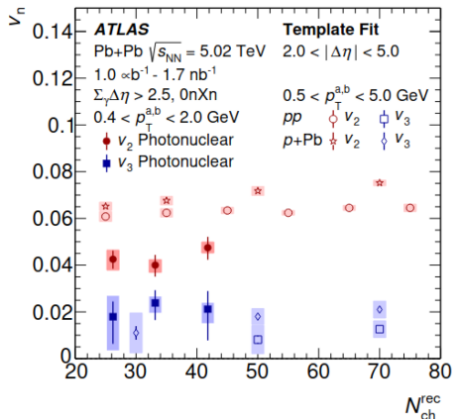 v_n
0.14
0.12
0.1
0.08
0.06
0.04
0.02
0
ATLAS
Pb+Pb √s_NN = 5.02 TeV
1.0 ∝b⁻¹ - 1.7 nb⁻¹
Σ_γΔη > 2.5, 0nXn
0.4 < p_T^{a,b} < 2.0 GeV
v₂ Photonuclear
v₃ Photonuclear
Template Fit
2.0 < |Δη| < 5.0
0.5 < p_T^{a,b} < 5.0 GeV
pp v₂ v₃
p+Pb v₂ v₃
20 30 40 50 60 70 80
N_ch^rec